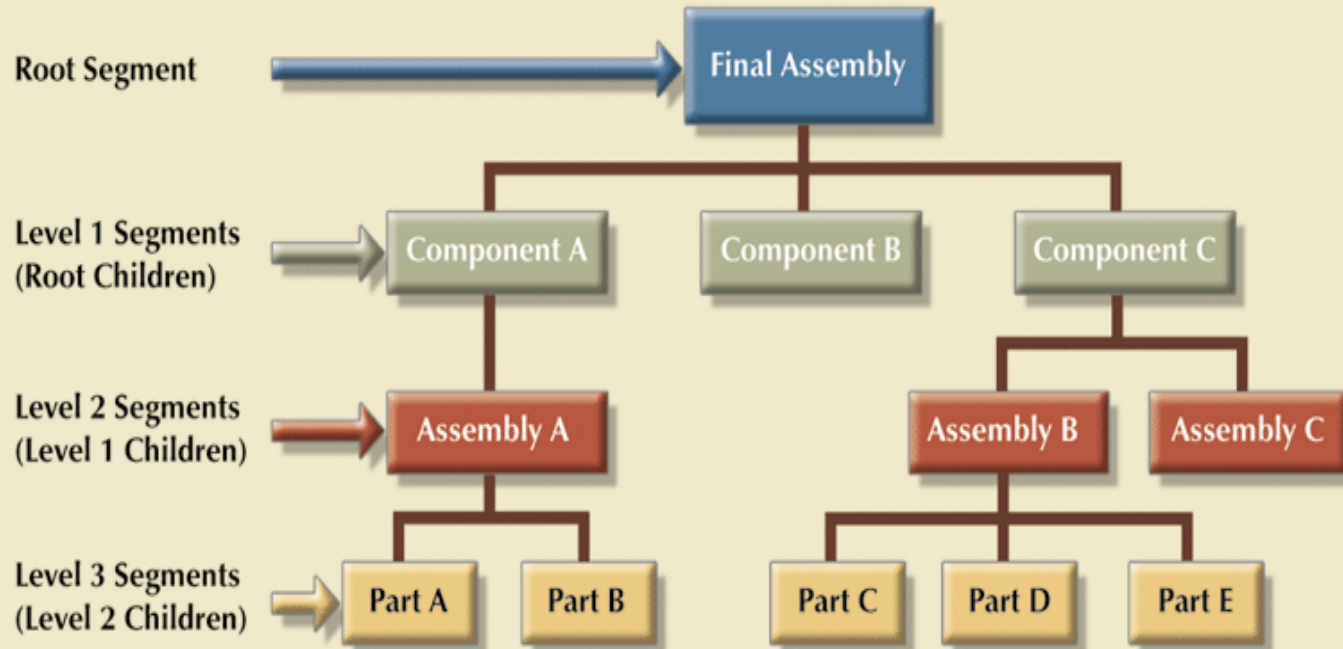 Root Segment
Final Assembly
Level 1 Segments
(Root Children)
Component A
Component B
Component C
Level 2 Segments
(Level 1 Children)
Assembly A
Assembly B
Assembly C
Level 3 Segments
(Level 2 Children)
Part A
Part B
Part C
Part D
Part E